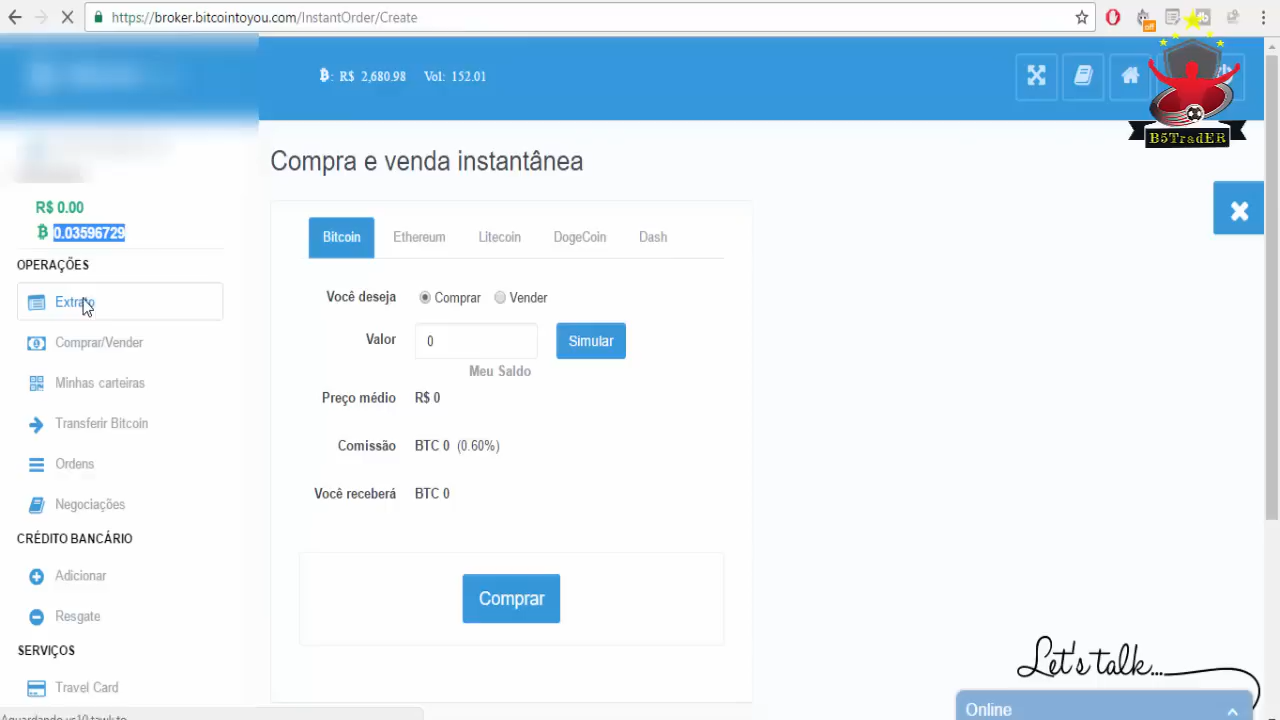 https://broker.bitcointoyou.com/InstantOrder/Create
off
฿: R$ 2,680.98 Vol: 152.01
B5TradER
Compra e venda instantânea
R$ 0.00
฿ 0.03596729
OPERAÇÕES
Extrato
Comprar/Vender
Minhas carteiras
Transferir Bitcoin
Ordens
Negociações
CRÉDITO BANCÁRIO
Adicionar
Resgate
SERVIÇOS
Travel Card
Bitcoin Ethereum Litecoin DogeCoin Dash
Você deseja Comprar Vender
Valor 0 Simular
Meu Saldo
Preço médio R$ 0
Comissão BTC 0 (0.60%)
Você receberá BTC 0
Comprar
Let's talk...
Online